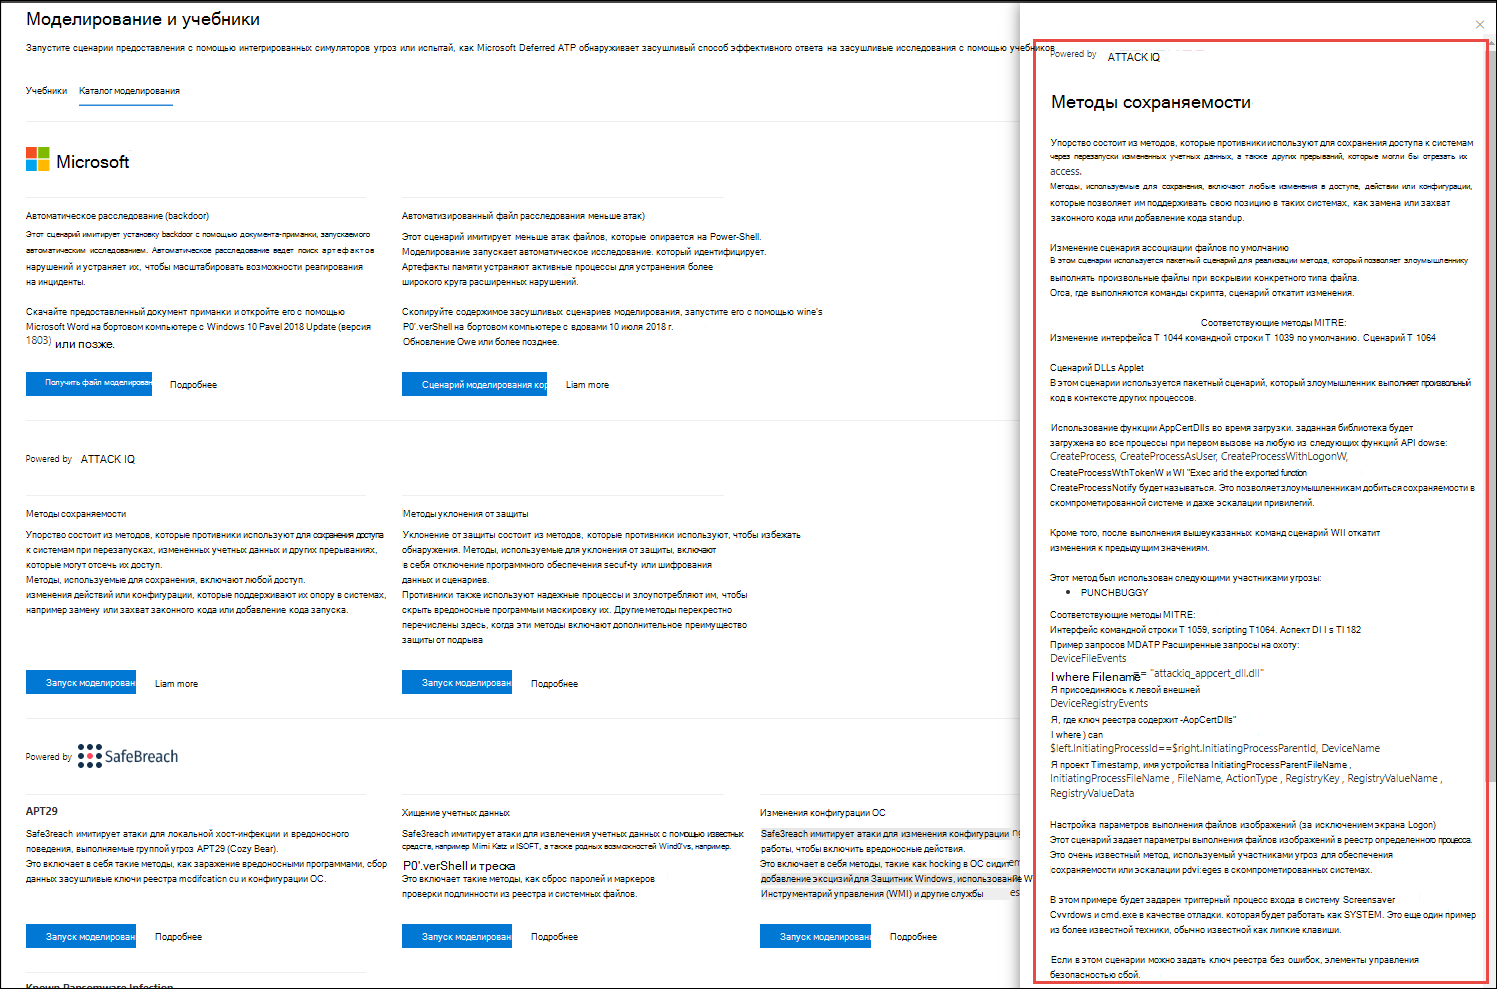 Моделирование и учебники
Запустите сценарии предоставления с помощью интегрированных симуляторов угроз или испытай, как Microsoft Deferred ATP обнаруживает засушливый способ эффективного ответа на засушливые исследования с помощью учебников
Учебники Каталог моделирования
Microsoft
Автоматическое расследование (backdoor)
Этот сценарий имитирует установку backdoor с помощью документа-приманки, запускаемого
автоматическим исследованием. Автоматическое расследование ведет поиск артефактов
нарушений и устраняет их, чтобы масштабировать возможности реагирования
на инциденты.
Скачайте предоставленный документ приманки и откройте его с помощью
Microsoft Word на бортовом компьютере с Windows 10 Pavel 2018 Update (версия
1803) или позже.
Получить файл моделирован
Подробнее
Автоматизированный файл расследования меньше атак)
Этот сценарий имитирует меньше атак файлов, которые опирается на Power-Shell.
Моделирование запускает автоматическое исследование. который идентифицирует.
Артефакты памяти устраняют активные процессы для устранения более
широкого круга расширенных нарушений.
Скопируйте содержимое засушливых сценариев моделирования, запустите его с помощью wine's
P0'.verShell на бортовом компьютере с вдовами 10 июля 2018 г.
Обновление Owe или более позднее.
Сценарий моделирования кор
Liam more
Powered by ATTACK IQ
Методы сохраняемости
Упорство состоит из методов, которые противники используют для сохранения доступа
к системам при перезапусках, измененных учетных данных и других прерываниях,
которые могут отсечь их доступ.
Методы, используемые для сохранения, включают любой доступ.
изменения действий или конфигурации, которые поддерживают их опору в системах,
например замену или захват законного кода или добавление кода запуска.
Запуск моделирован
Liam more
Методы уклонения от защиты
Уклонение от защиты состоит из методов, которые противники используют, чтобы избежать
обнаружения. Методы, используемые для уклонения от защиты, включают
в себя отключение программного обеспечения secuf•ty или шифрования
данных и сценариев.
Противники также используют надежные процессы и злоупотребляют им, чтобы
скрыть вредоносные программы и маскировку их. Другие методы перекрестно
перечислены здесь, когда эти методы включают дополнительное преимущество
защиты от подрыва
Запуск моделирован
Подробнее
Powered by SafeBreach
APT29
Safe3reach имитирует атаки для локальной хост-инфекции и вредоносного
поведения, выполняемые группой угроз APT29 (Cozy Bear).
Это включает в себя такие методы, как заражение вредоносными программами, сбор
данных засушливые ключи реестра mcdifcation cu и конфигурации ОС.
Запуск моделирован
Подробнее
Хищение учетных данных
Safe3reach имитирует атаки для извлечения учетных данных с помощью известных
средств, например Mimi Katz и ISOFT, а также родных возможностей Wind0'vs, например.
P0'.verShell и треска
Это включает такие методы, как сброс паролей и маркеров
проверки подлинности из реестра и системных файлов.
Запуск моделирован
Подробнее
Изменения конфигурации ОС
Safe3reach имитирует атаки для изменения конфигурации
работы, чтобы включить вредоносные действия.
Это включает в себя методы, такие как hocking в ОС сидит
добавление эксцизий для Защитник Windows, использование W
Инструментарий управления (WMI) и другие службы
Запуск моделирован
Подробнее
Known Ransomware Infection
Powered by ATTACK IQ
Методы сохраняемости
Упорство состоит из методов, которые противники используют для сохранения доступа к системам
через перезапуски измененных учетных данных, а также других прерываний, которые могли бы отрезать их
access.
Методы, используемые для сохранения, включают любые изменения в доступе, действии или конфигурации,
которые позволяет им поддерживать свою позицию в таких системах, как замена или захват
законного кода или добавление кода standup.
Изменение сценария ассоциации файлов по умолчанию
В этом сценарии используется пакетный сценарий для реализации метода, который позволяет злоумышленнику
выполнять произвольные файлы при вскрытии конкретного типа файла.
Orca, где выполняются команды скрипта, сценарий откатит изменения.
Соответствующие методы MITRE:
Изменение интерфейса T 1044 командной строки T 1039 по умолчанию. Сценарий T 1064
Сценарий DLLs Applet
В этом сценарии используется пакетный сценарий, который злоумышленник выполняет произвольный
код в контексте других процессов.
Использование функции AppCertDlls во время загрузки. заданная библиотека будет
загружена во все процессы при первом вызове на любую из следующих функций API dowse:
CreateProcess, CreateProcessAsUser, CreateProcessWithLogonW,
CreateProcessWthTokenW и WI "Exec arid the exported function
CreateProcessNotify будет называться. Это позволяет злоумышленникам добиться сохраняемости в
скомпрометированной системе и даже эскалации привилегий.
Кроме того, после выполнения вышеуказанных команд сценарий WII откатит
изменения к предыдущим значениям.
Этот метод был использован следующими участниками угрозы:
• PUNCHBUGGY
Соответствующие методы MITRE:
Интерфейс командной строки T 1059, scripting T1064. Аспект DI I s TI 182
Пример запросов MDATP Расширенные запросы на охоту:
DeviceFileEvents
I where Filename == "attackiq_appcert_dll.dll"
Я присоединяюсь к левой внешней
DeviceRegistryEvents
Я, где ключ реестра содержит -AopCertDlls"
I where ) can
$left.InitiatingProcessId==$right.InitiatingProcessParentId, DeviceName
Я проект Timestamp, имя устройства InitiatingProcessParentFileName ,
InitiatingProcessFileName , FileName, ActionType , RegistryKey , RegistryValueName ,
RegistryValueData
Настройка параметров выполнения файлов изображений (за исключением экрана Logon)
Этот сценарий задает параметры выполнения файлов изображений в реестр определенного процесса.
Это очень известный метод, используемый участниками угроз для обеспечения
сохраняемости или эскалации pdvi:eges в скомпрометированных системах.
В этом примере будет задарен триггерный процесс входа в систему Screensaver
Cvvrdows и cmd.exe в качестве отладки. которая будет работать как SYSTEM. Это еще один пример
из более известной техники, обычно известной как липкие клавиши.
Если в этом сценарии можно задать ключ реестра без ошибок, элементы управления
безопасностью сбой.